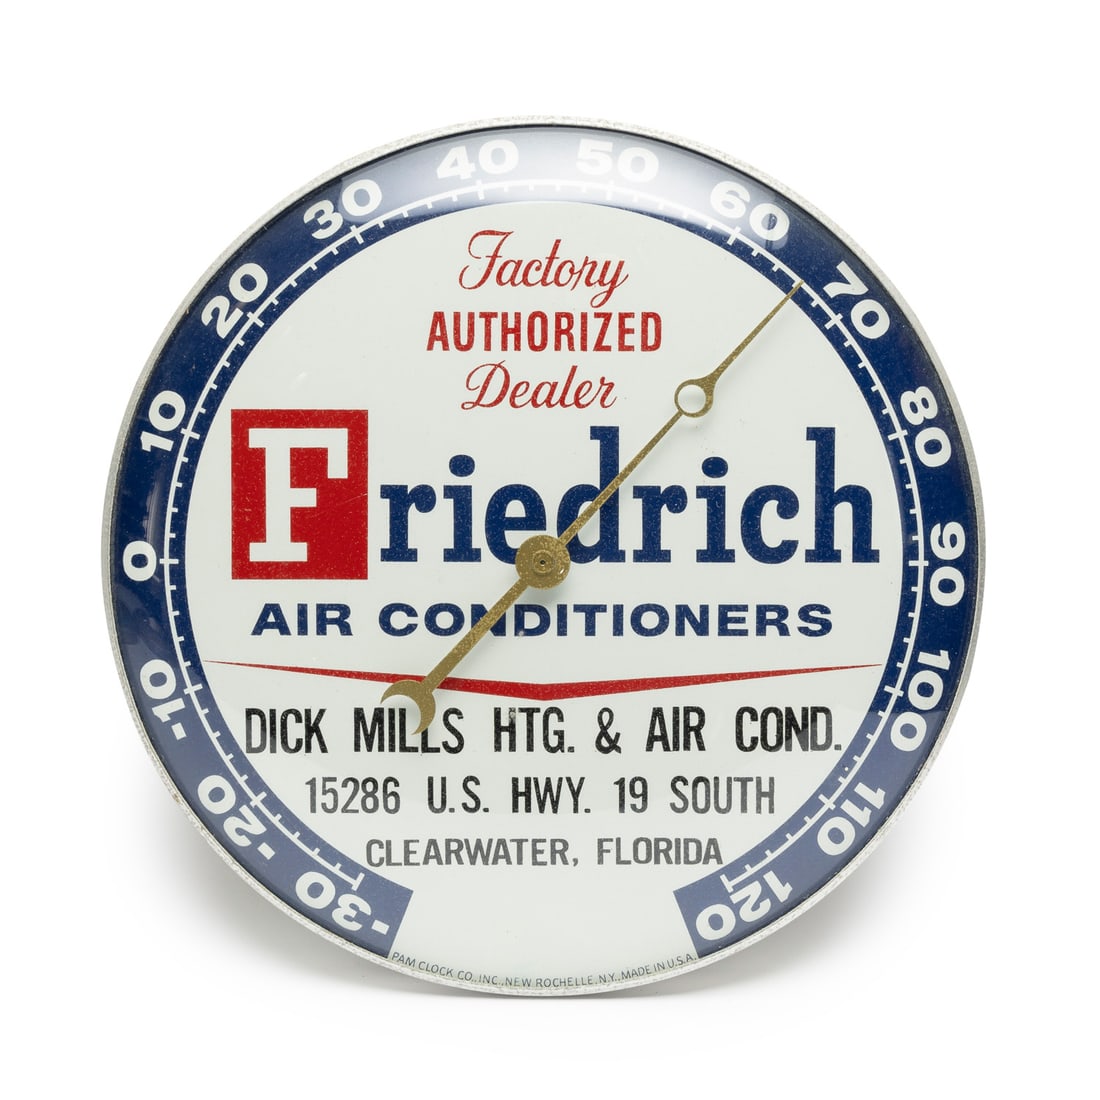 -30 -20 -10 0 10 20 30 40 50 60 70 80 90 100 110 120
Factory
AUTHORIZED
Dealer
Friedrich
AIR CONDITIONERS
DICK MILLS HTG. & AIR COND.
15286 U.S. HWY. 19 SOUTH
CLEARWATER, FLORIDA
PAM CLOCK CO., INC., NEW ROCHELLE, N.Y., MADE IN U.S.A.